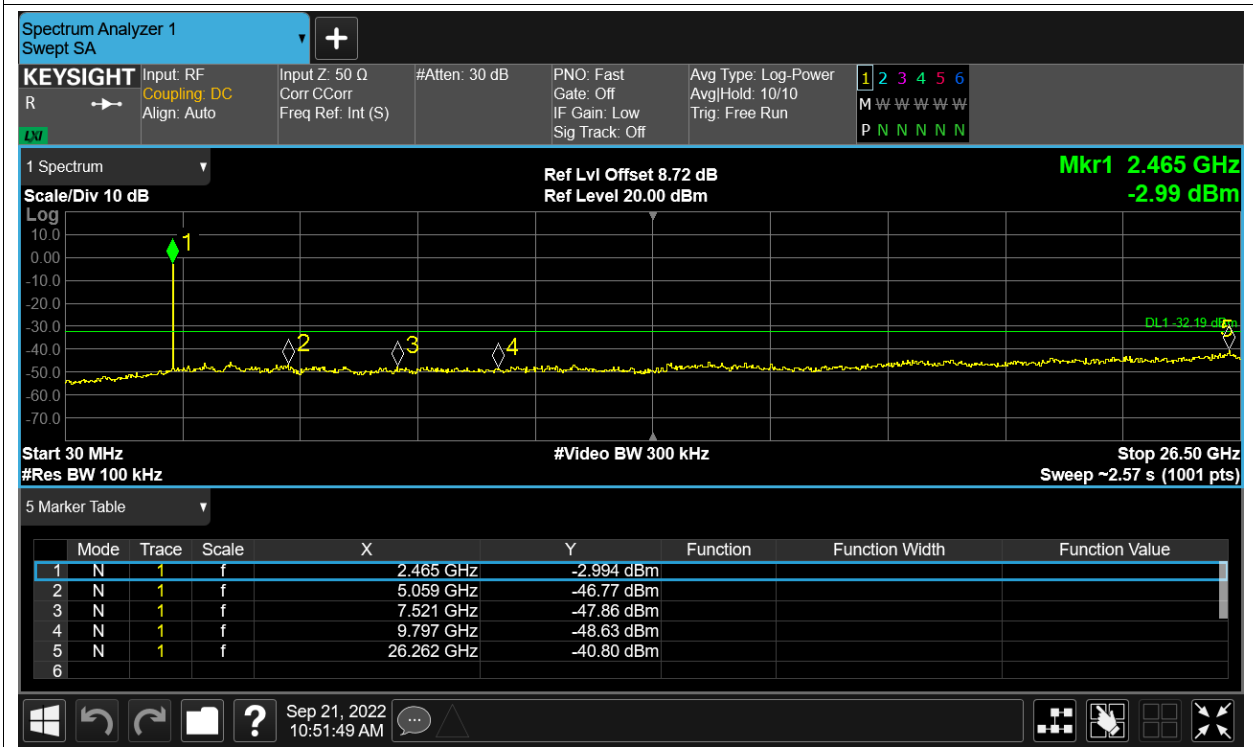 Spectrum Analyzer 1
Swept SA
KEYSIGHT Input: RF Input Z: 50 Ω #Atten: 30 dB PNO: Fast Avg Type: Log-Power 1 2 3 4 5 6
R Coupling: DC Corr CCorr Gate: Off Avg|Hold: 10/10 M W W W W W
Align: Auto Freq Ref: Int (S) IF Gain: Low Trig: Free Run
LXI Sig Track: Off P N N N N N
1 Spectrum Ref Lvl Offset 8.72 dB Mkr1 2.465 GHz
Scale/Div 10 dB Ref Level 20.00 dBm -2.99 dBm
Log
10.0
1
0.00
-10.0
-20.0
-30.0
DL1 -32.19 dBm
5
2 3 4
-40.0
-50.0
-60.0
-70.0
Start 30 MHz #Video BW 300 kHz Stop 26.50 GHz
#Res BW 100 kHz Sweep ~2.57 s (1001 pts)
5 Marker Table
Mode Trace Scale X Y Function Function Width Function Value
1 N 1 f 2.465 GHz -2.994 dBm
2 N 1 f 5.059 GHz -46.77 dBm
3 N 1 f 7.521 GHz -47.86 dBm
4 N 1 f 9.797 GHz -48.63 dBm
5 N 1 f 26.262 GHz -40.80 dBm
6
? Sep 21, 2022
10:51:49 AM